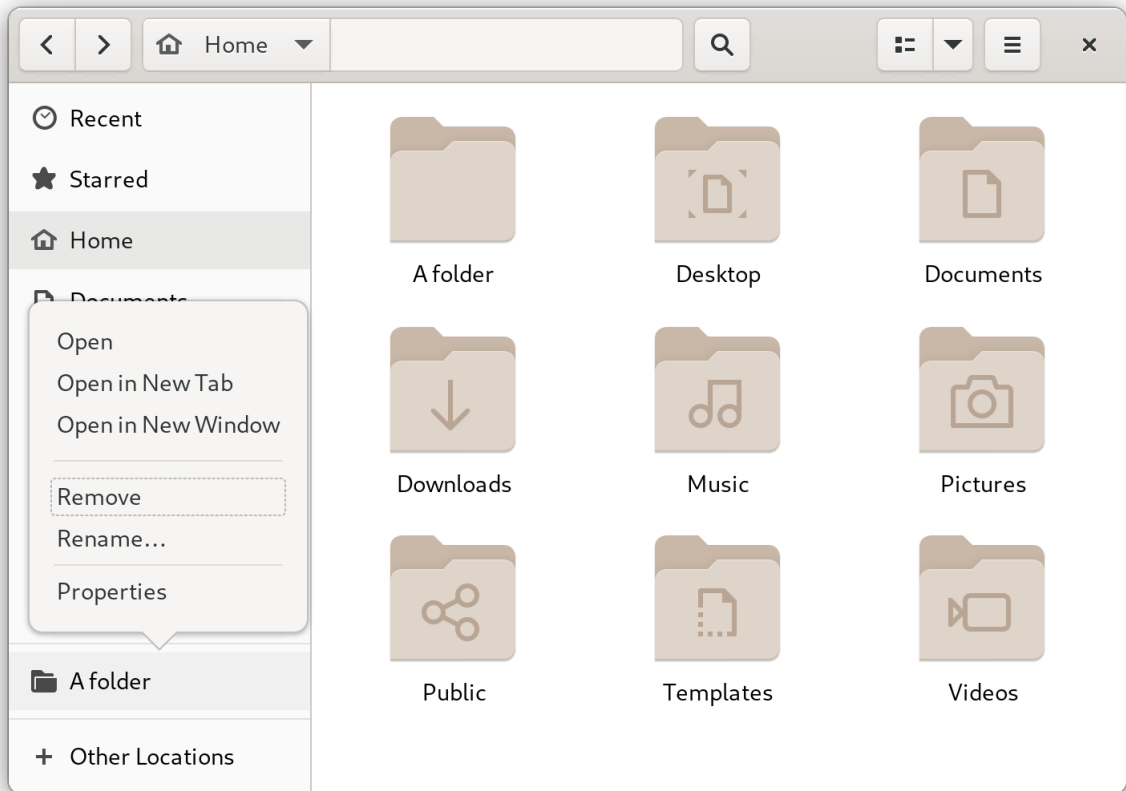 Home
Recent
Starred
Home
Documents
Open
Open in New Tab
Open in New Window
Remove
Rename…
Properties
A folder
Other Locations
A folder
Desktop
Documents
Downloads
Music
Pictures
Public
Templates
Videos